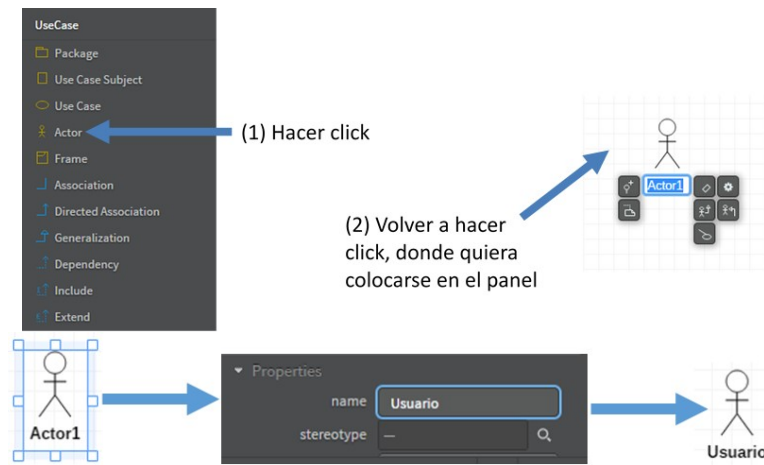 UseCase
Package
Use Case Subject
Use Case
Actor
Frame
Association
Directed Association
Generalization
Dependency
Include
Extend
(1) Hacer click
(2) Volver a hacer
click, donde quiera
colocarse en el panel
Actor1
Actor1
Properties
name Usuario
stereotype —
Usuario